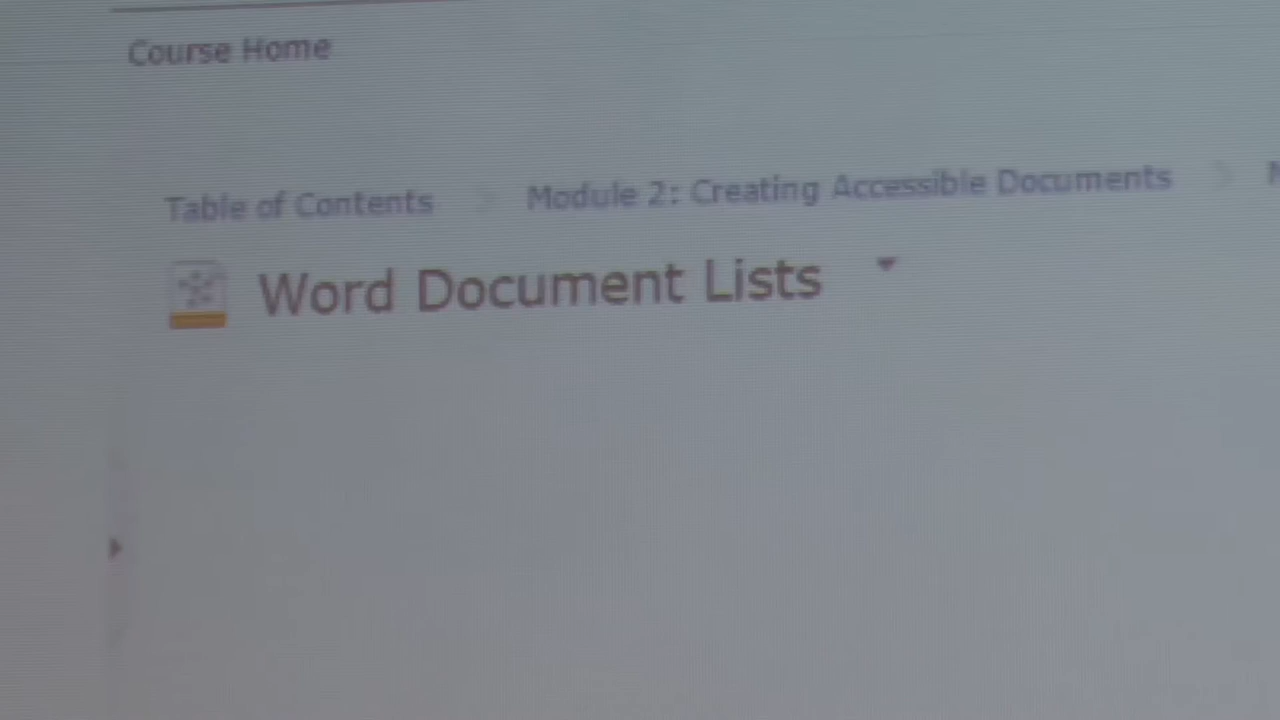 Course Home
Table of Contents Module 2: Creating Accessible Documents
Word Document Lists